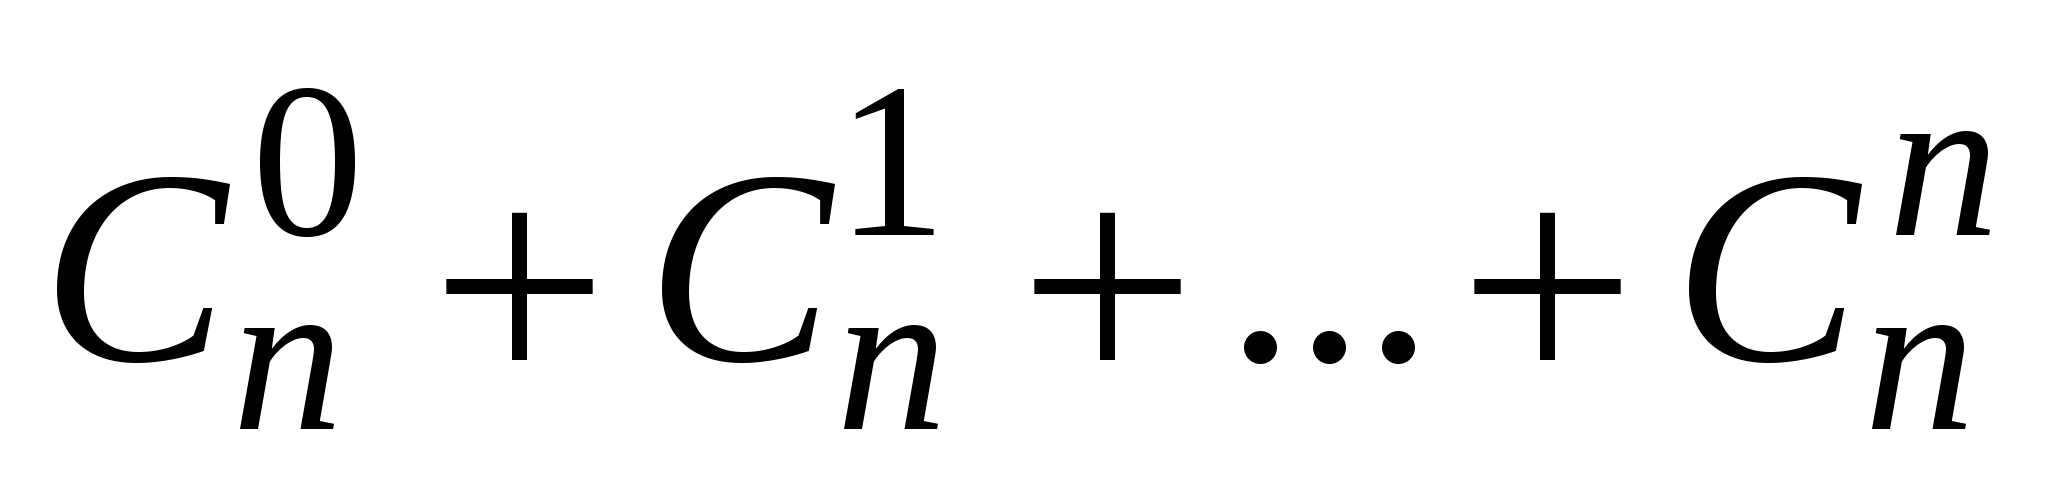 $C_n^0 + C_n^1 + ... + C_n^n$